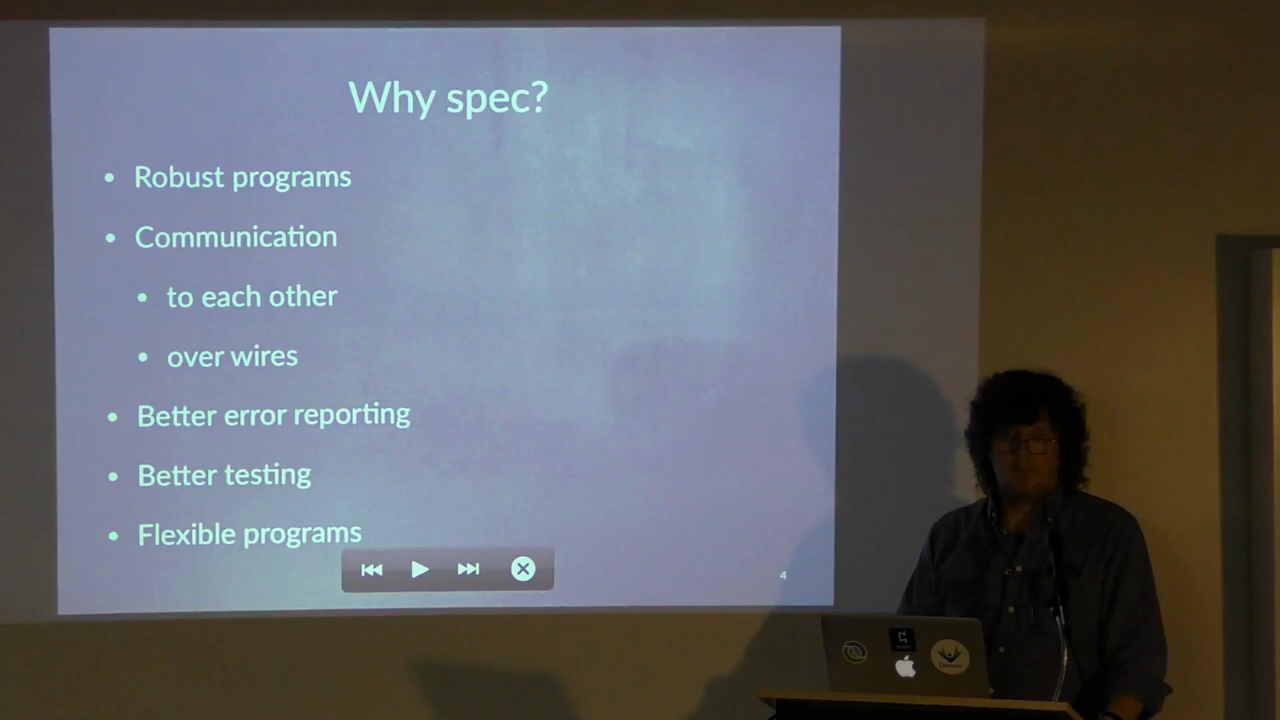 Why spec?
• Robust programs
• Communication
• to each other
• over wires
• Better error reporting
• Better testing
• Flexible programs
4